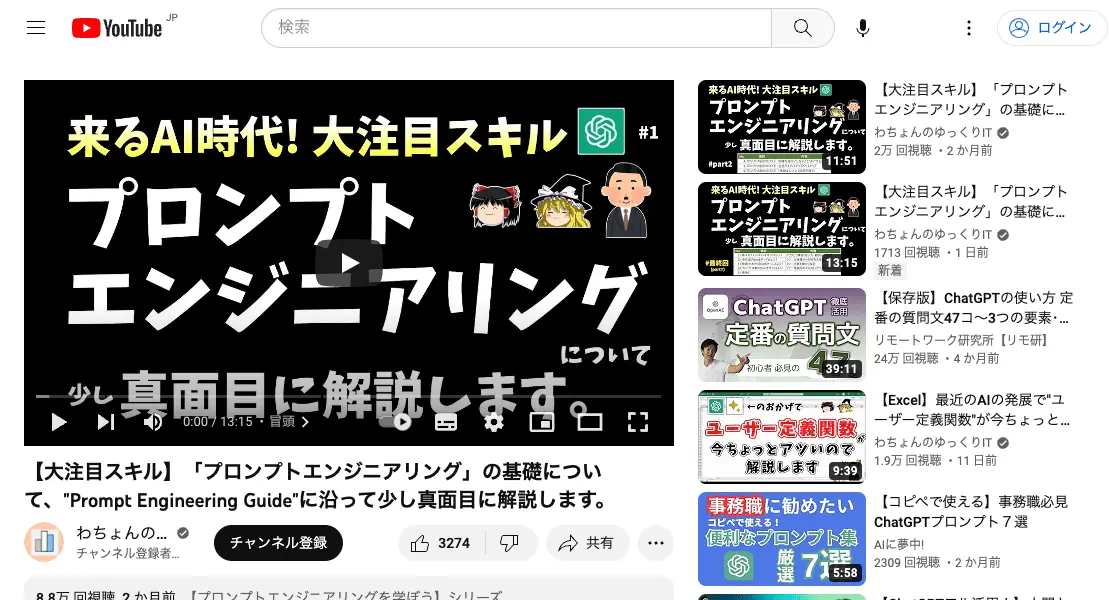 YouTube JP
検索
ログイン
来るAI時代! 大注目スキル #1
プロンプト
エンジニアリング
について
少し 真面目に解説します。
0:00 / 13:15・冒頭
【大注目スキル】「プロンプトエンジニアリング」の基礎につい
て、"Prompt Engineering Guide"に沿って少し真面目に解説します。
わちょんの...
チャンネル登録者...
チャンネル登録
3274
共有
...
8.8万 回視聴 2 か月前 【プロンプトエンジニアリングを学ぼう】シリーズ
来るAI時代! 大注目スキル
プロンプト
エンジニアリング
について
少し 真面目に解説します。
#part2
11:51
【大注目スキル】「プロンプト
エンジニアリング」の基礎に...
わちょんのゆっくりIT
2万 回視聴・2 か月前
来るAI時代! 大注目スキル
プロンプト
エンジニアリング
について
少し 真面目に解説します。
#最終回
(part7)
13:15
【大注目スキル】「プロンプト
エンジニアリング」の基礎に...
わちょんのゆっくりIT
1713 回視聴・1 日前
新着
OpenAI
ChatGPT 徹底
活用
定番の質問文
初心者 必見の 47
39:11
【保存版】ChatGPTの使い方 定
番の質問文47コ〜3つの要素・...
リモートワーク研究所【リモ研】
24万 回視聴・4 か月前
←のおかげで
ユーザー定義関数が
今ちょっとアツいので
解説します
9:39
【Excel】最近のAIの発展で"ユ
ーザー定義関数"が今ちょっと...
わちょんのゆっくりIT
1.9万 回視聴・11 日前
事務職に勧めたい
コピペで使える!
便利なプロンプト集
厳選 7選
5:58
【コピペで使える】事務職必見
ChatGPTプロンプト７選
AIに夢中!
2309 回視聴・2 か月前